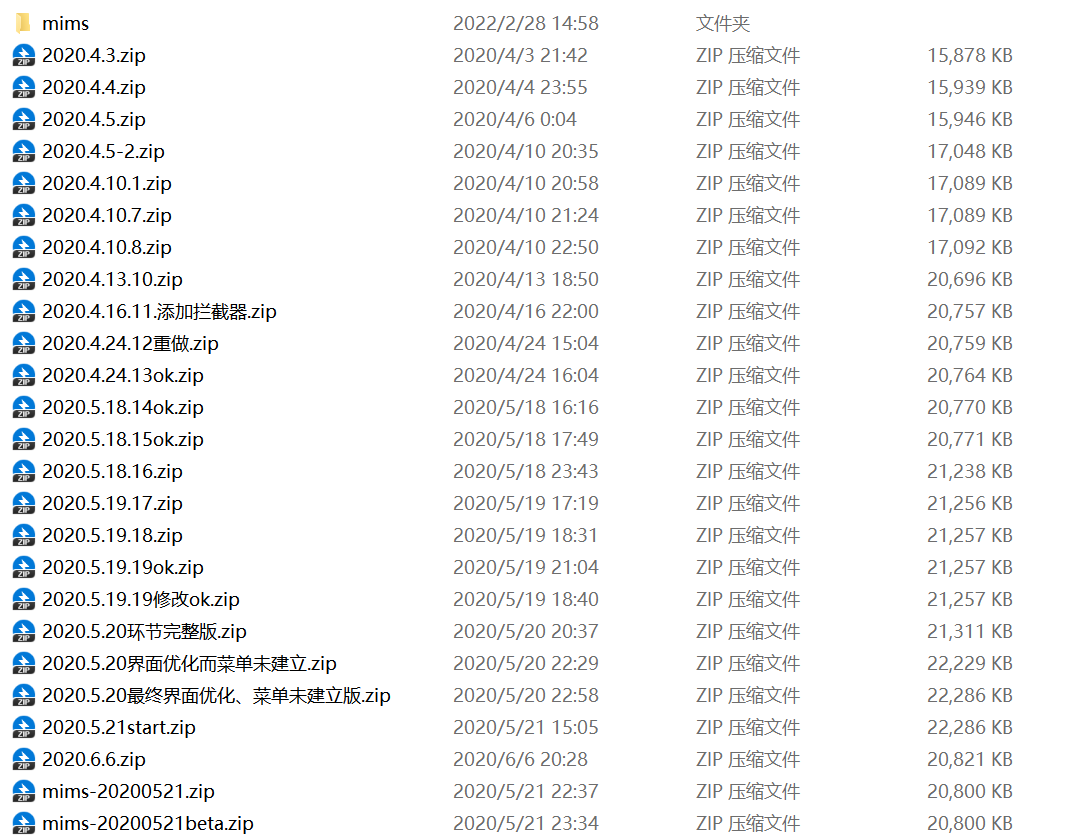 mims 2022/2/28 14:58 文件夹
2020.4.3.zip 2020/4/3 21:42 ZIP 压缩文件 15,878 KB
2020.4.4.zip 2020/4/4 23:55 ZIP 压缩文件 15,939 KB
2020.4.5.zip 2020/4/6 0:04 ZIP 压缩文件 15,946 KB
2020.4.5-2.zip 2020/4/10 20:35 ZIP 压缩文件 17,048 KB
2020.4.10.1.zip 2020/4/10 20:58 ZIP 压缩文件 17,089 KB
2020.4.10.7.zip 2020/4/10 21:24 ZIP 压缩文件 17,089 KB
2020.4.10.8.zip 2020/4/10 22:50 ZIP 压缩文件 17,092 KB
2020.4.13.10.zip 2020/4/13 18:50 ZIP 压缩文件 20,696 KB
2020.4.16.11.添加拦截器.zip 2020/4/16 22:00 ZIP 压缩文件 20,757 KB
2020.4.24.12重做.zip 2020/4/24 15:04 ZIP 压缩文件 20,759 KB
2020.4.24.13ok.zip 2020/4/24 16:04 ZIP 压缩文件 20,764 KB
2020.5.18.14ok.zip 2020/5/18 16:16 ZIP 压缩文件 20,770 KB
2020.5.18.15ok.zip 2020/5/18 17:49 ZIP 压缩文件 20,771 KB
2020.5.18.16.zip 2020/5/18 23:43 ZIP 压缩文件 21,238 KB
2020.5.19.17.zip 2020/5/19 17:19 ZIP 压缩文件 21,256 KB
2020.5.19.18.zip 2020/5/19 18:31 ZIP 压缩文件 21,257 KB
2020.5.19.19ok.zip 2020/5/19 21:04 ZIP 压缩文件 21,257 KB
2020.5.19.19修改ok.zip 2020/5/19 18:40 ZIP 压缩文件 21,257 KB
2020.5.20环节完整版.zip 2020/5/20 20:37 ZIP 压缩文件 21,311 KB
2020.5.20界面优化而菜单未建立.zip 2020/5/20 22:29 ZIP 压缩文件 22,229 KB
2020.5.20最终界面优化、菜单未建立版.zip 2020/5/20 22:58 ZIP 压缩文件 22,286 KB
2020.5.21start.zip 2020/5/21 15:05 ZIP 压缩文件 22,286 KB
2020.6.6.zip 2020/6/6 20:28 ZIP 压缩文件 20,821 KB
mims-20200521.zip 2020/5/21 22:37 ZIP 压缩文件 20,800 KB
mims-20200521beta.zip 2020/5/21 23:34 ZIP 压缩文件 20,800 KB